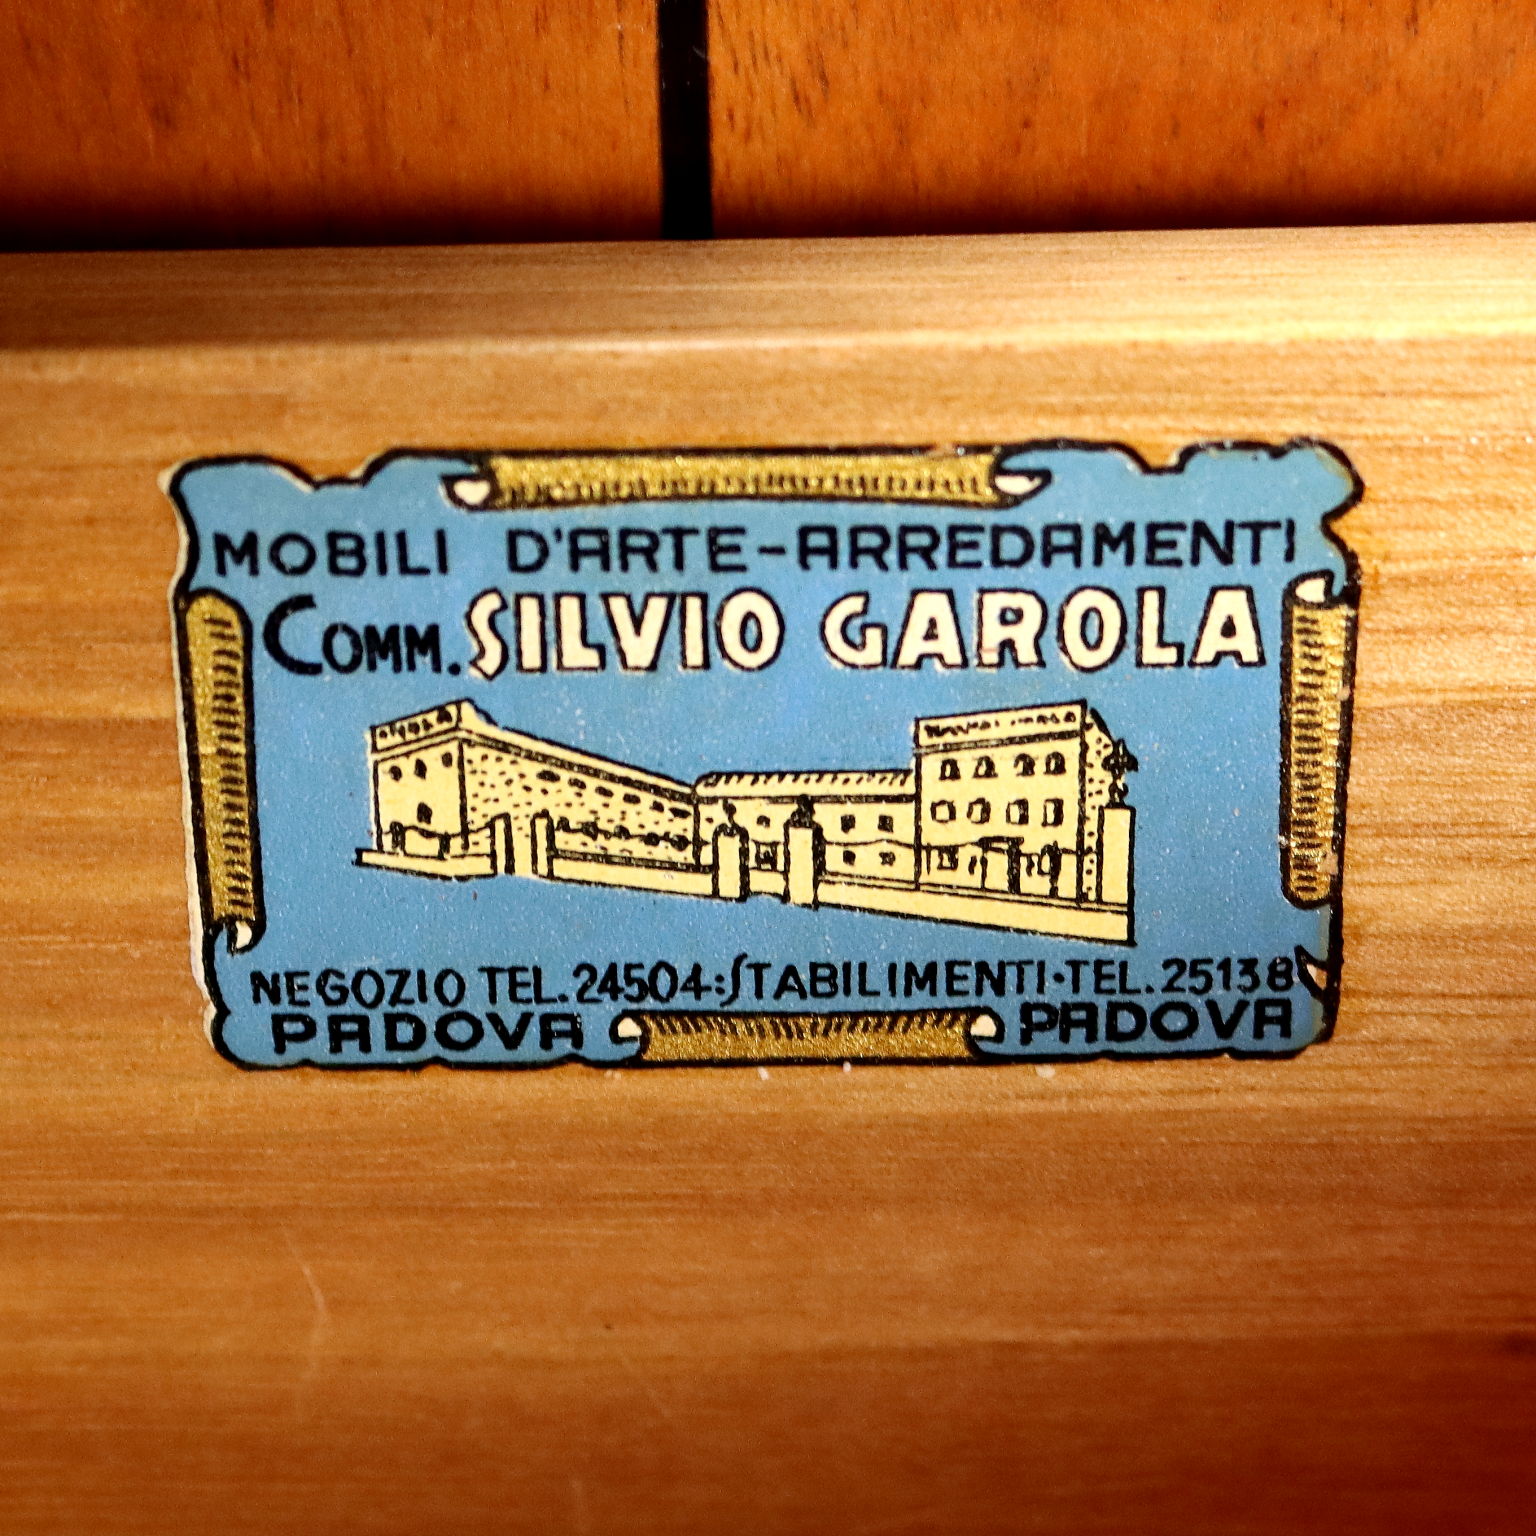 MOBILI D'ARTE-ARREDAMENTI
COMM. SILVIO GAROLA
NEGOZIO TEL. 24504: STABILIMENTI·TEL. 25138
PADOVA PADOVA